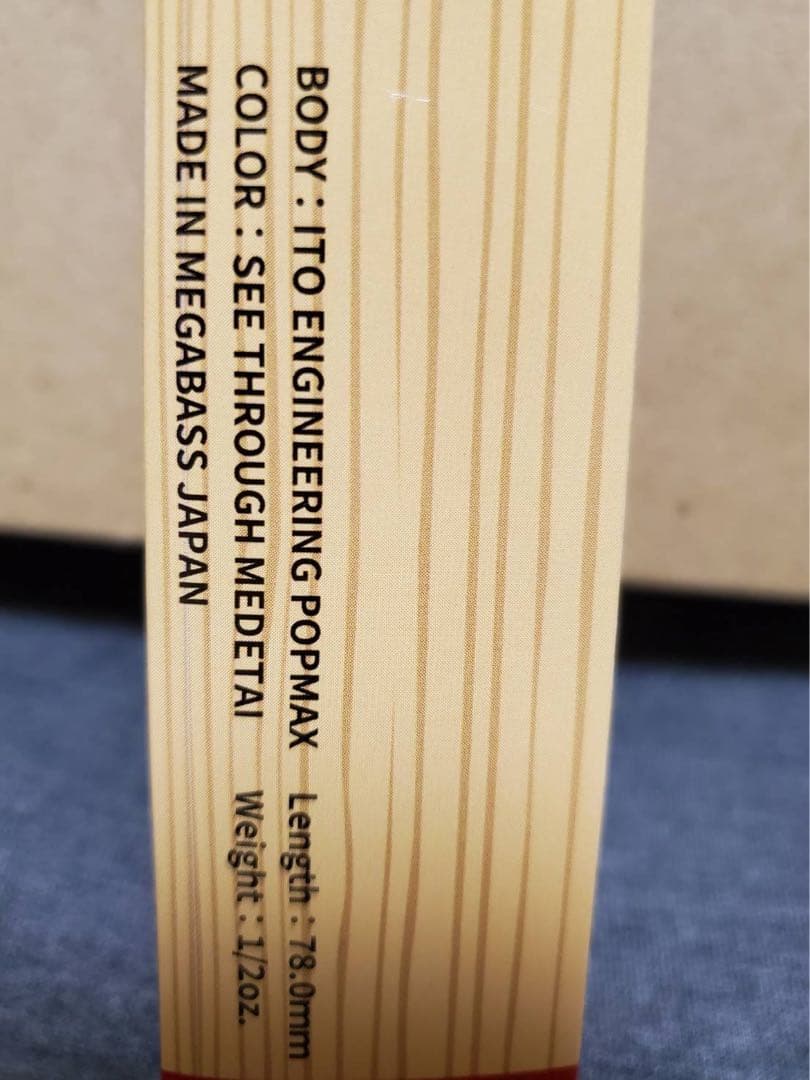 BODY : ITO ENGINEERING POPMAX Length : 78.0mm
COLOR : SEE THROUGH MEDETAI Weight : 1/2oz.
MADE IN MEGABASS JAPAN